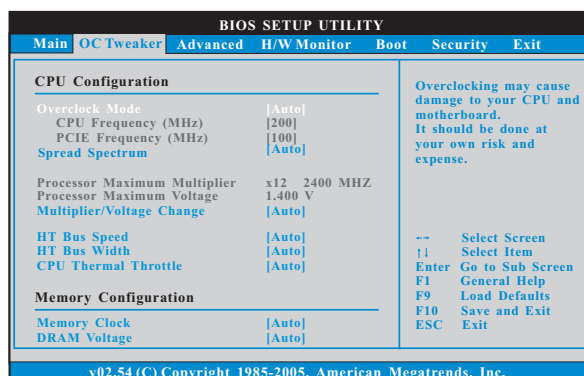 BIOS SETUP UTILITY
Main OC Tweaker Advanced H/W Monitor Boot Security Exit
CPU Configuration
Overclock Mode [Auto]
CPU Frequency (MHz) [200]
PCIE Frequency (MHz) [100]
Spread Spectrum [Auto]
Processor Maximum Multiplier x12 2400 MHZ
Processor Maximum Voltage 1.400 V
Multiplier/Voltage Change [Auto]
HT Bus Speed [Auto]
HT Bus Width [Auto]
CPU Thermal Throttle [Auto]
Memory Configuration
Memory Clock [Auto]
DRAM Voltage [Auto]
Overclocking may cause
damage to your CPU and
motherboard.
It should be done at
your own risk and
expense.
←→ Select Screen
↑↓ Select Item
Enter Go to Sub Screen
F1 General Help
F9 Load Defaults
F10 Save and Exit
ESC Exit
v02.54 (C) Copyright 1985-2005, American Megatrends, Inc.